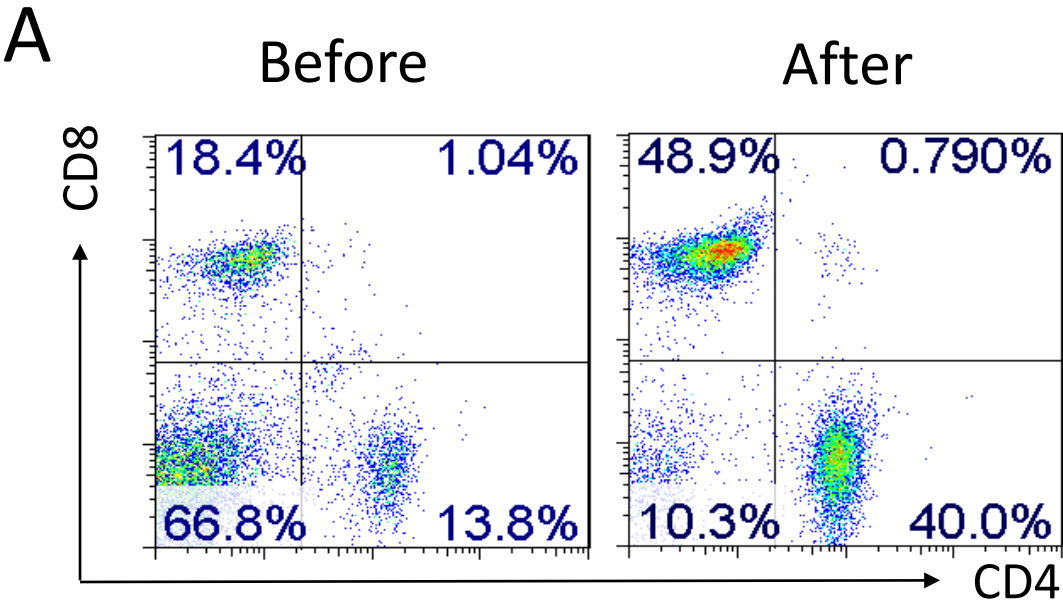 A
Before
After
CD8
18.4%
1.04%
66.8%
13.8%
48.9%
0.790%
10.3%
40.0%
CD4